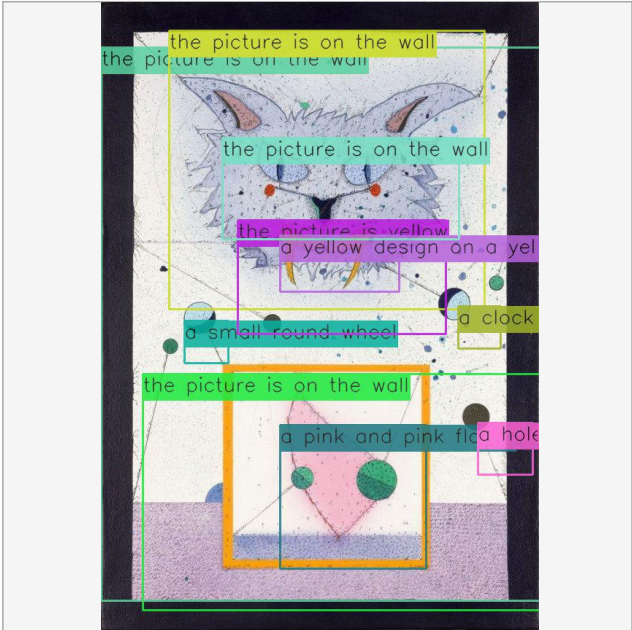 the picture is on the wall
the picture is on the wall
the picture is on the wall
the picture is yellow
a yellow design on a yel
a clock
a small round wheel
the picture is on the wall
a pink and pink flo
a hole